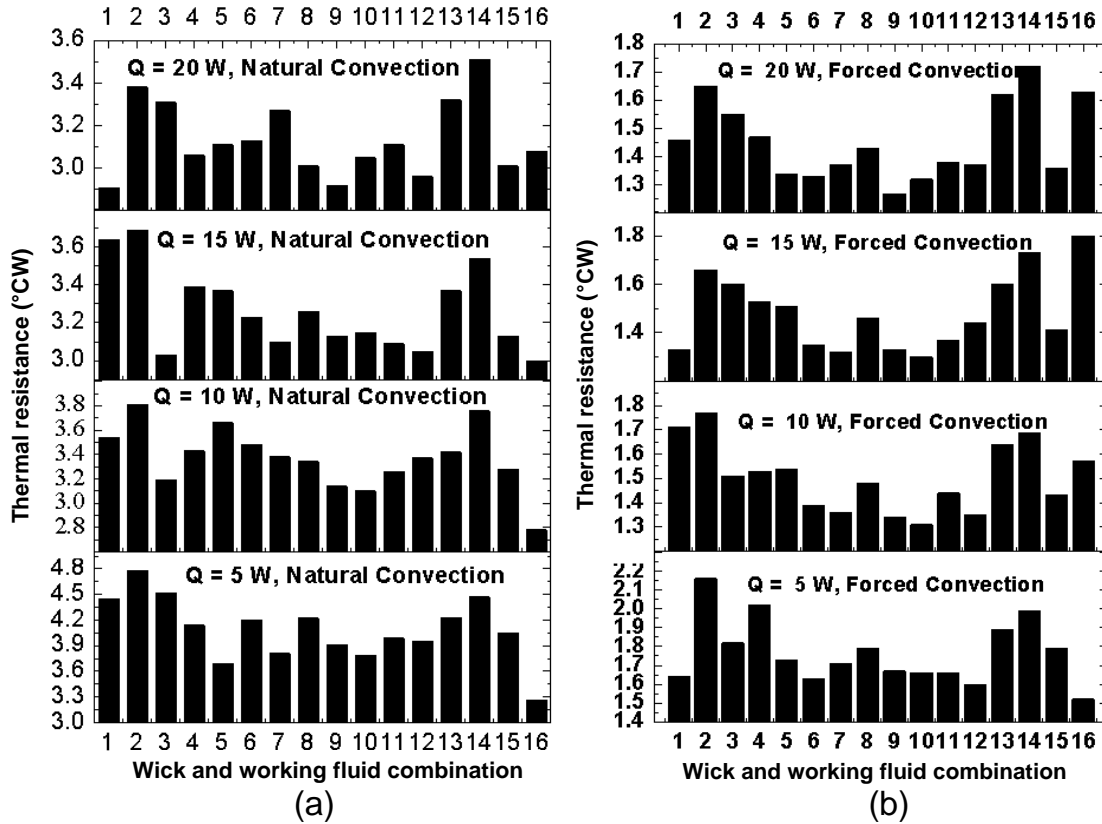 1 2 3 4 5 6 7 8 9 10 11 12 13 14 15 16
Thermal resistance (°CW)
3.6
3.3
3.0
Q = 20 W, Natural Convection
3.6
3.4
3.2
3.0
Q = 15 W, Natural Convection
3.8
3.6
3.4
3.2
3.0
2.8
Q = 10 W, Natural Convection
4.8
4.5
4.2
3.9
3.6
3.3
3.0
Q = 5 W, Natural Convection
1 2 3 4 5 6 7 8 9 10 11 12 13 14 15 16
Wick and working fluid combination
(a)
1 2 3 4 5 6 7 8 9 10 11 12 13 14 15 16
Thermal resistance (°CW)
1.8
1.7
1.6
1.5
1.4
1.3
Q = 20 W, Forced Convection
1.8
1.6
1.4
Q = 15 W, Forced Convection
1.8
1.7
1.6
1.5
1.4
1.3
Q = 10 W, Forced Convection
2.2
2.1
2.0
1.9
1.8
1.7
1.6
1.5
1.4
Q = 5 W, Forced Convection
1 2 3 4 5 6 7 8 9 10 11 12 13 14 15 16
Wick and working fluid combination
(b)